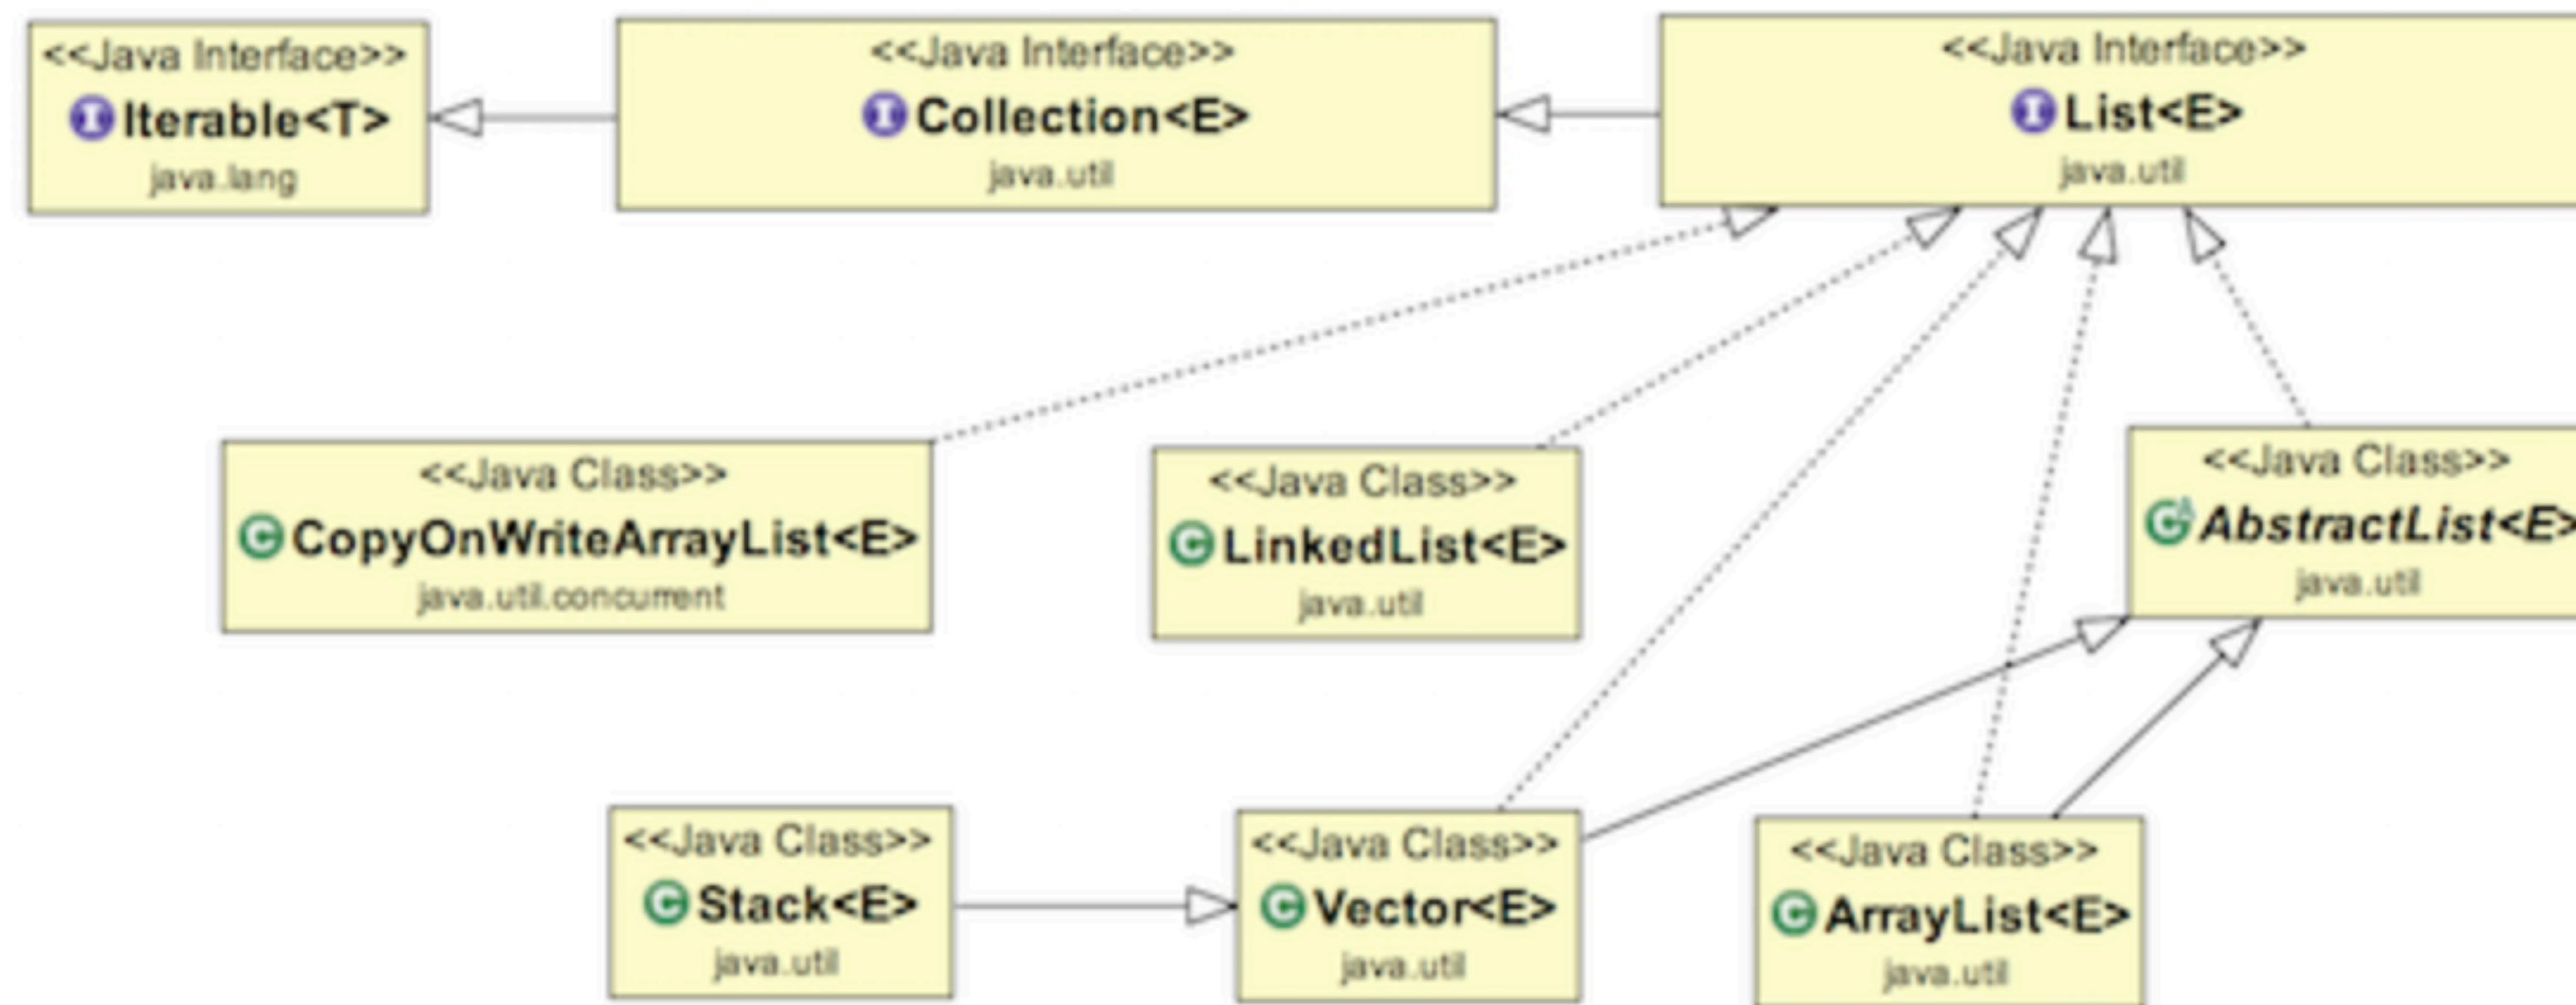 <<Java Interface>>
Iterable<T>
java.lang
<<Java Interface>>
Collection<E>
java.util
<<Java Interface>>
List<E>
java.util
<<Java Class>>
CopyOnWriteArrayList<E>
java.util.concurrent
<<Java Class>>
LinkedList<E>
java.util
<<Java Class>>
AbstractList<E>
java.util
<<Java Class>>
Stack<E>
java.util
<<Java Class>>
Vector<E>
java.util
<<Java Class>>
ArrayList<E>
java.util